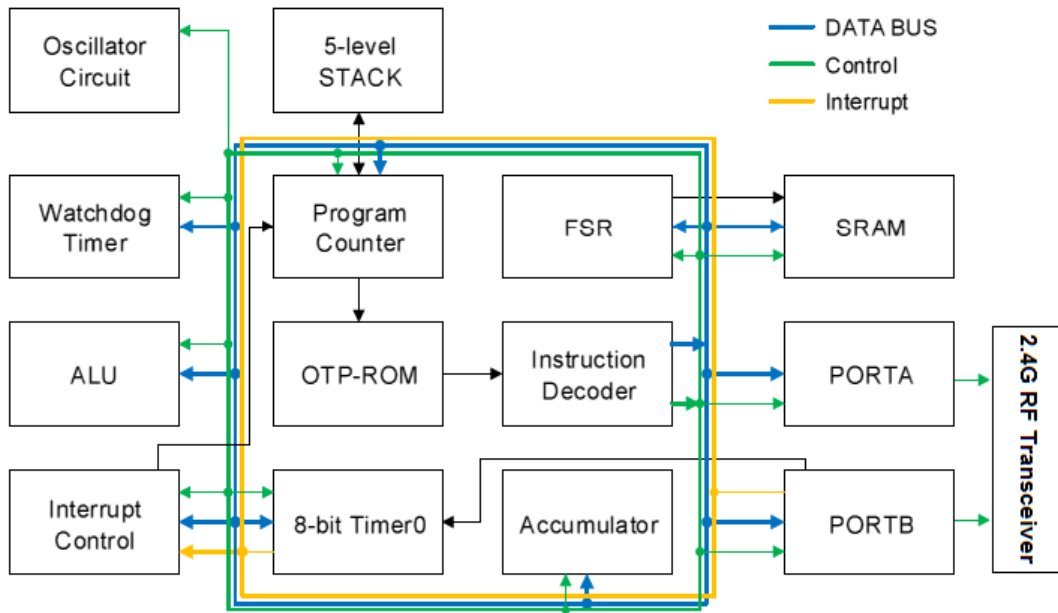 Oscillator
Circuit
5-level
STACK
DATA BUS
Control
Interrupt
Watchdog
Timer
Program
Counter
FSR
SRAM
ALU
OTP-ROM
Instruction
Decoder
PORTA
2.4G RF Transceiver
Interrupt
Control
8-bit Timer0
Accumulator
PORTB